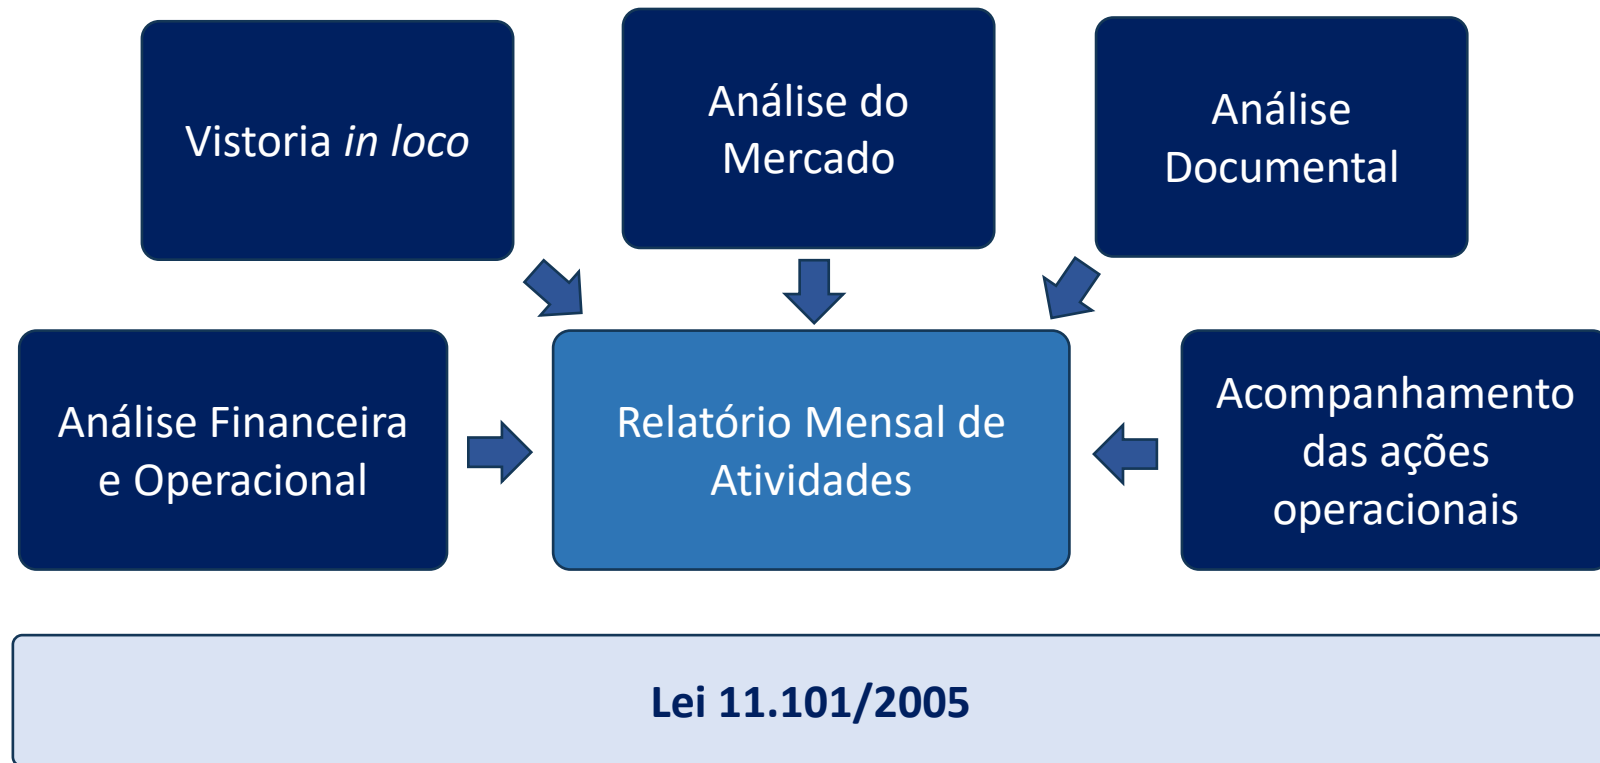 Vistoria in loco
Análise do
Mercado
Análise
Documental
Análise Financeira
e Operacional
Relatório Mensal de
Atividades
Acompanhamento
das ações
operacionais
Lei 11.101/2005